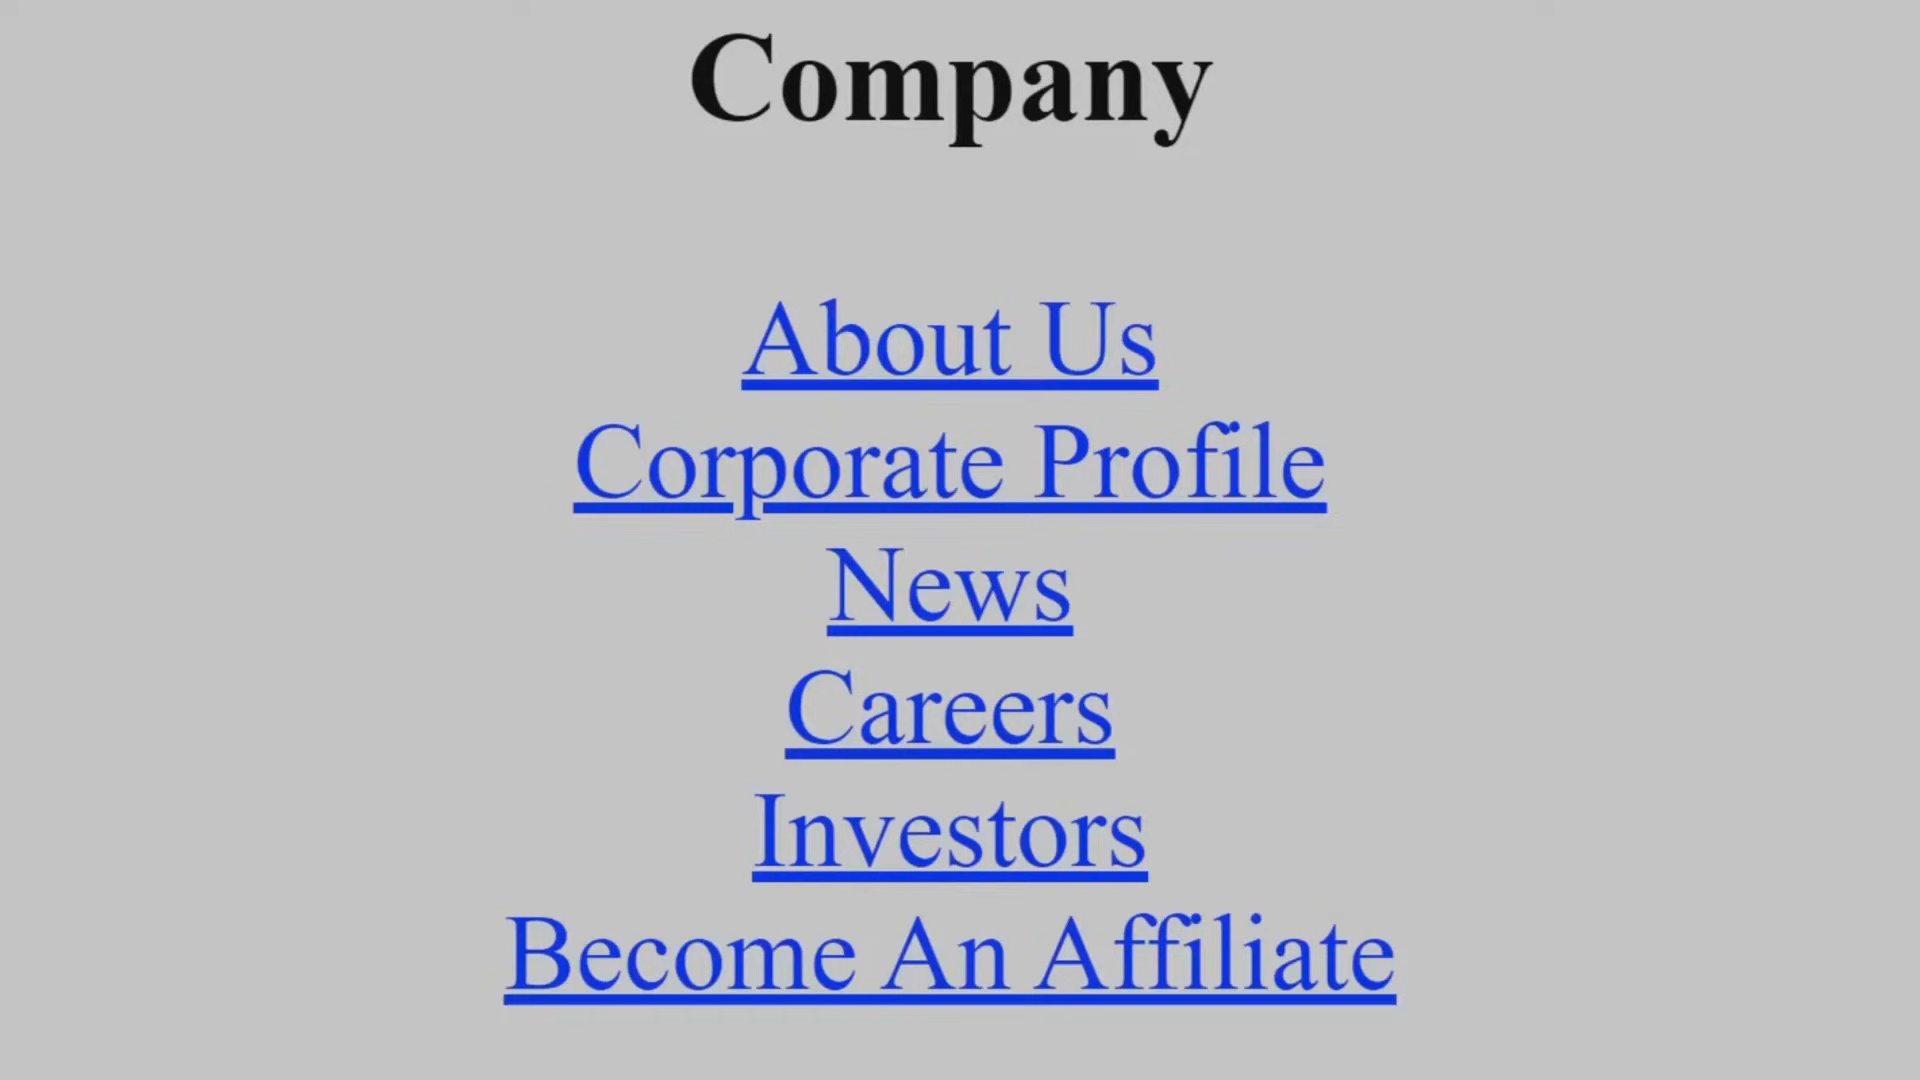 Company
About Us
Corporate Profile
News
Careers
Investors
Become An Affiliate